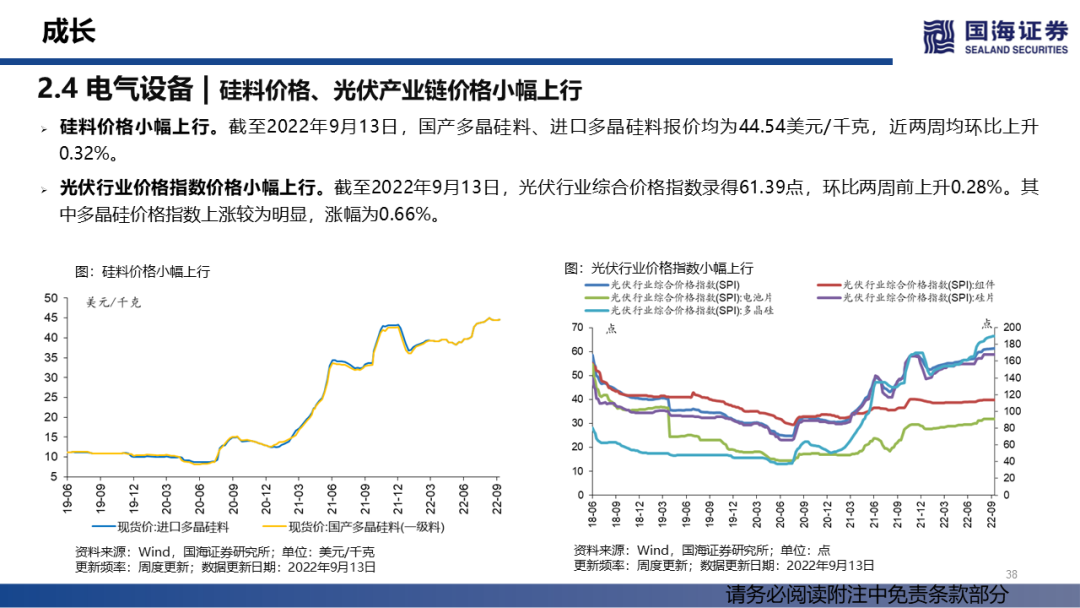 成长
国海证券
SEALAND SECURITIES
2.4 电气设备 | 硅料价格、光伏产业链价格小幅上行
➢ 硅料价格小幅上行。截至2022年9月13日，国产多晶硅料、进口多晶硅料报价均为44.54美元/千克，近两周均环比上升
0.32%。
➢ 光伏行业价格指数价格小幅上行。截至2022年9月13日，光伏行业综合价格指数录得61.39点，环比两周前上升0.28%。其
中多晶硅价格指数上涨较为明显，涨幅为0.66%。
图：硅料价格小幅上行
美元/千克
50
45
40
35
30
25
20
15
10
5
19-06 19-09 19-12 20-03 20-06 20-09 20-12 21-03 21-06 21-09 21-12 22-03 22-06 22-09
现货价:进口多晶硅料 现货价:国产多晶硅料(一级料)
资料来源：Wind，国海证券研究所；单位：美元/千克
更新频率：周度更新；数据更新日期：2022年9月13日
图：光伏行业价格指数小幅上行
光伏行业综合价格指数(SPI) 光伏行业综合价格指数(SPI):组件
光伏行业综合价格指数(SPI):电池片 光伏行业综合价格指数(SPI):硅片
光伏行业综合价格指数(SPI):多晶硅
点 点
70
60
50
40
30
20
10
0
200
180
160
140
120
100
80
60
40
20
0
18-06 18-09 18-12 19-03 19-06 19-09 19-12 20-03 20-06 20-09 20-12 21-03 21-06 21-09 21-12 22-03 22-06 22-09
资料来源：Wind，国海证券研究所；单位：点
更新频率：周度更新；数据更新日期：2022年9月13日
38
请务必阅读附注中免责条款部分